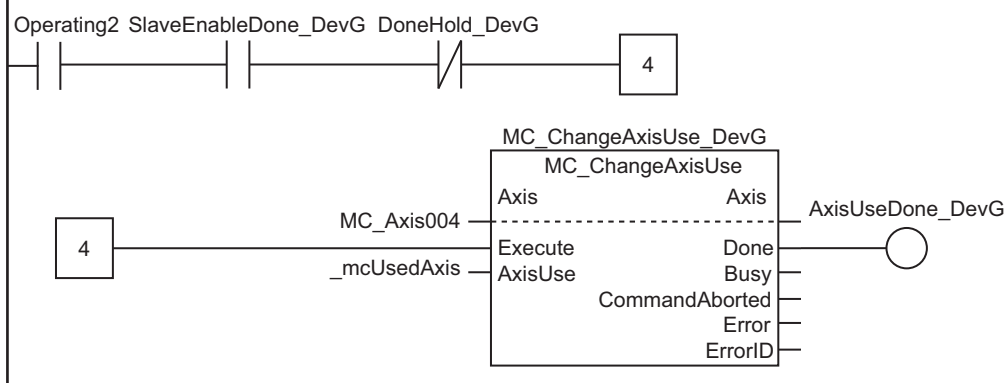 Operating2 SlaveEnableDone_DevG DoneHold_DevG
4
MC_ChangeAxisUse_DevG
MC_ChangeAxisUse
Axis Axis
MC_Axis004
AxisUseDone_DevG
4
Execute Done
_mcUsedAxis AxisUse Busy
CommandAborted
Error
ErrorID